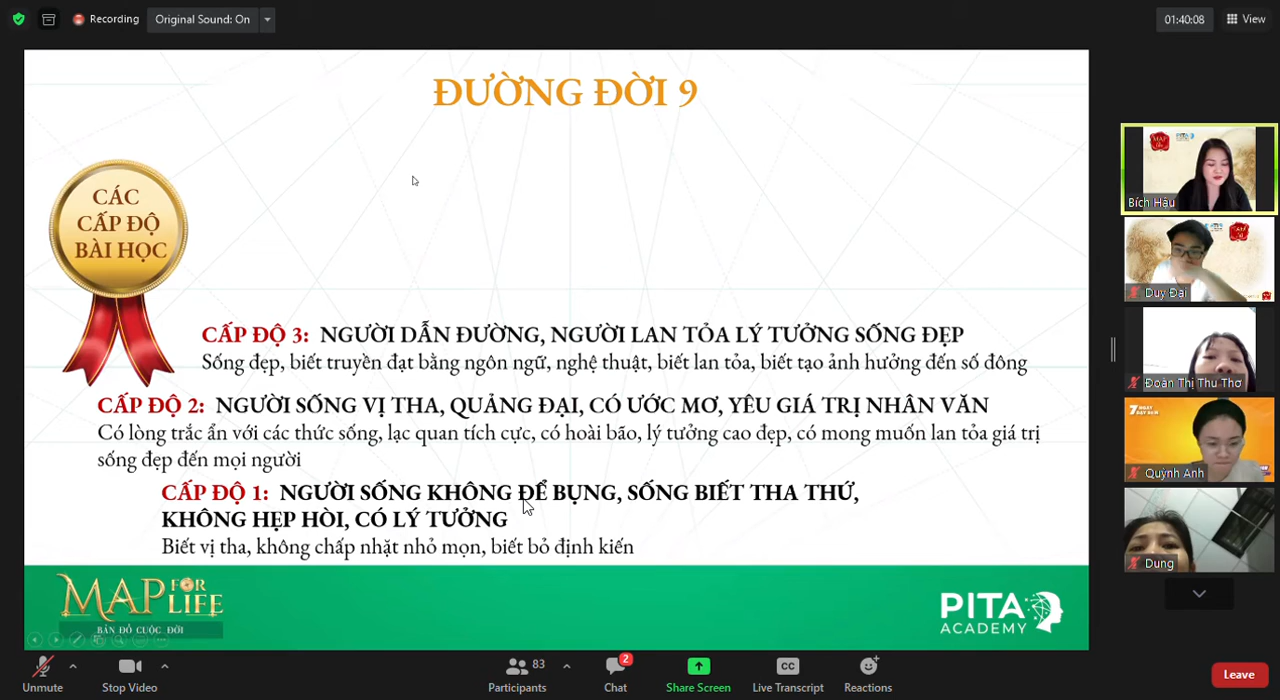 Recording
Original Sound: On
01:40:08
View
ĐƯỜNG ĐỜI 9
CÁC
CẤP ĐỘ
BÀI HỌC
CẤP ĐỘ 3: NGƯỜI DẪN ĐƯỜNG, NGƯỜI LAN TỎA LÝ TƯỞNG SỐNG ĐẸP
Sống đẹp, biết truyền đạt bằng ngôn ngữ, nghệ thuật, biết lan tỏa, biết tạo ảnh hưởng đến số đông
CẤP ĐỘ 2: NGƯỜI SỐNG VỊ THA, QUẢNG ĐẠI, CÓ ƯỚC MƠ, YÊU GIÁ TRỊ NHÂN VĂN
Có lòng trắc ẩn với các thức sống, lạc quan tích cực, có hoài bão, lý tưởng cao đẹp, có mong muốn lan tỏa giá trị
sống đẹp đến mọi người
CẤP ĐỘ 1: NGƯỜI SỐNG KHÔNG ĐỂ BỤNG, SỐNG BIẾT THA THỨ,
KHÔNG HẸP HÒI, CÓ LÝ TƯỞNG
Biết vị tha, không chấp nhặt nhỏ mọn, biết bỏ định kiến
MAP FOR LIFE
BẢN ĐỒ CUỘC ĐỜI
PITA
ACADEMY
Bích Hậu
Duy Đại
Đoàn Thị Thu Thơ
Quỳnh Anh
Dung
Unmute
Stop Video
83
Participants
2
Chat
Share Screen
CC
Live Transcript
Reactions
Leave